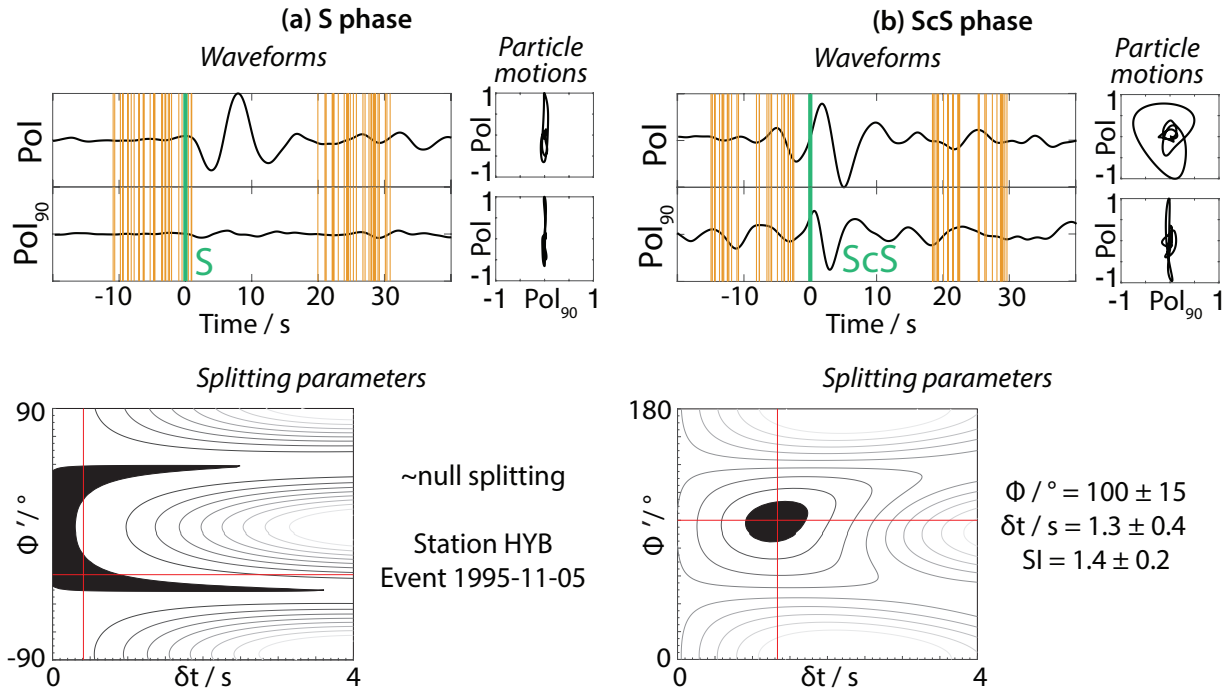 (a) S phase
Waveforms
Particle
motions
Pol
1
Pol
-1
Pol₉₀
S
1
-1
-10
0
10
20
30
Time / s
-1
Pol₉₀
1
Splitting parameters
90
Φ'/°
-90
0
δt / s
4
~null splitting
Station HYB
Event 1995-11-05
(b) ScS phase
Waveforms
Particle
motions
Pol
1
Pol
-1
Pol₉₀
ScS
1
-1
-10
0
10
20
30
Time / s
-1
Pol₉₀
1
Splitting parameters
180
Φ'/°
0
0
δt / s
4
Φ / ° = 100 ± 15
δt / s = 1.3 ± 0.4
SI = 1.4 ± 0.2